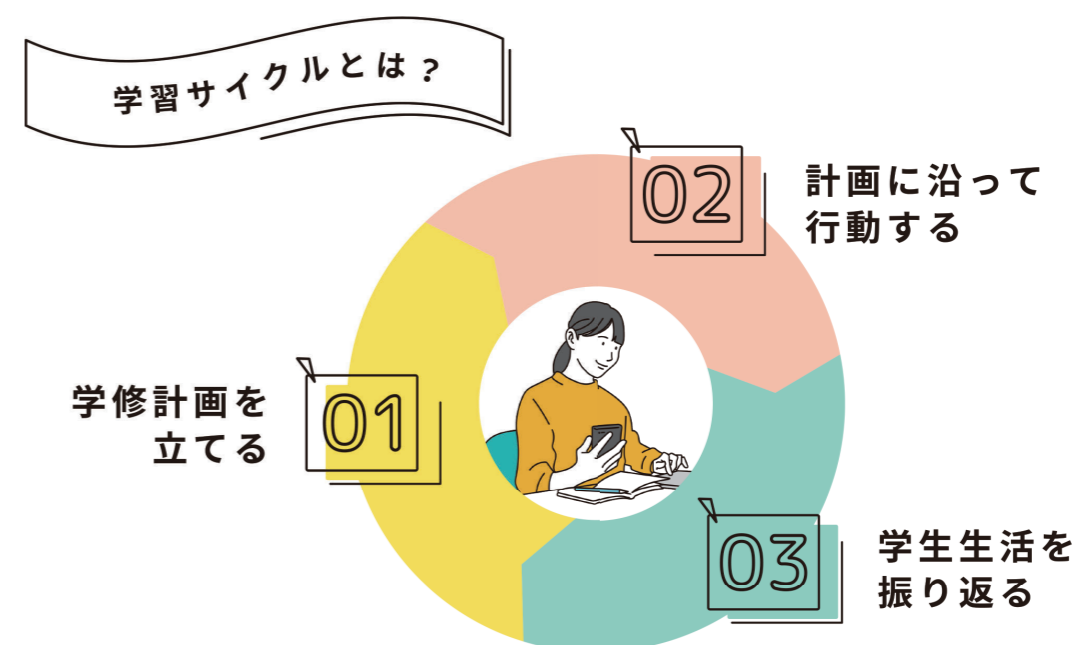 学習サイクルとは?
01
学修計画を
立てる
02
計画に沿って
行動する
03
学生生活を
振り返る